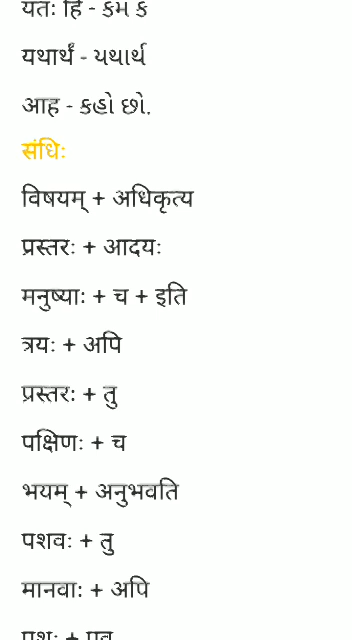 यतः हि - કેમ કે
यथार्थं - યથાર્થ
आह - કહો છો.
संधिः
विषयम् + अधिकृत्य
प्रस्तरः + आदयः
मनुष्याः + च + इति
त्रयः + अपि
प्रस्तरः + तु
पक्षिणः + च
भयम् + अनुभवति
पशवः + तु
मानवाः + अपि